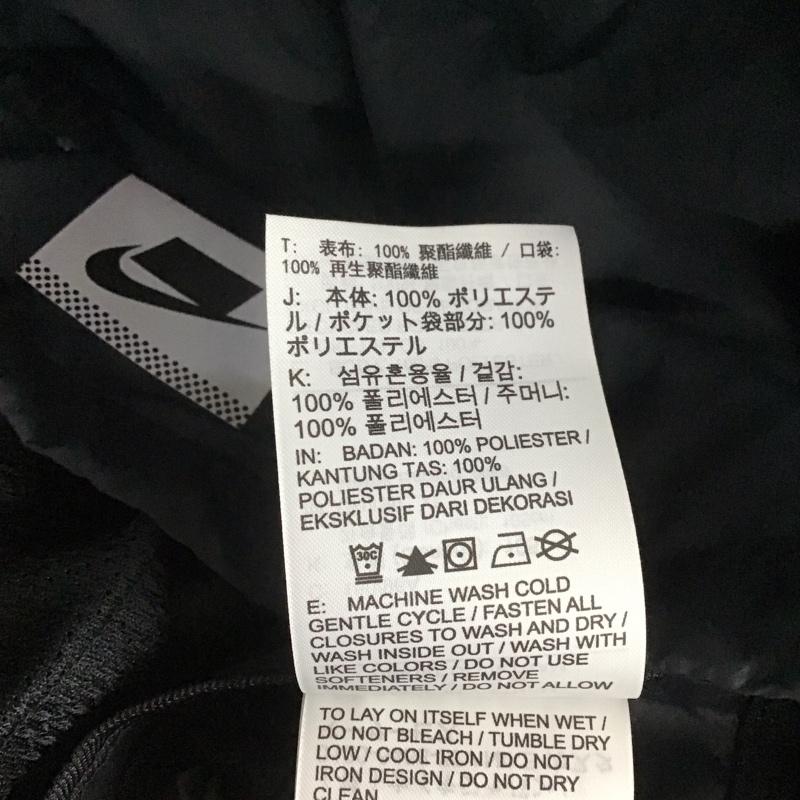 T: 表布: 100% 聚酯纖維 / 口袋:
100% 再生聚酯纖維
J: 本体: 100% ポリエステ
ル / ポケット袋部分: 100%
ポリエステル
K: 섬유혼용율 / 겉감:
100% 폴리에스터 / 주머니:
100% 폴리에스터
IN: BADAN: 100% POLIESTER /
KANTUNG TAS: 100%
POLIESTER DAUR ULANG /
EKSKLUSIF DARI DEKORASI
30C
E: MACHINE WASH COLD
GENTLE CYCLE / FASTEN ALL
CLOSURES TO WASH AND DRY /
WASH INSIDE OUT / WASH WITH
LIKE COLORS / DO NOT USE
SOFTENERS / REMOVE
IMMEDIATELY / DO NOT ALLOW
TO LAY ON ITSELF WHEN WET /
DO NOT BLEACH / TUMBLE DRY
LOW / COOL IRON / DO NOT
IRON DESIGN / DO NOT DRY
CLEAN